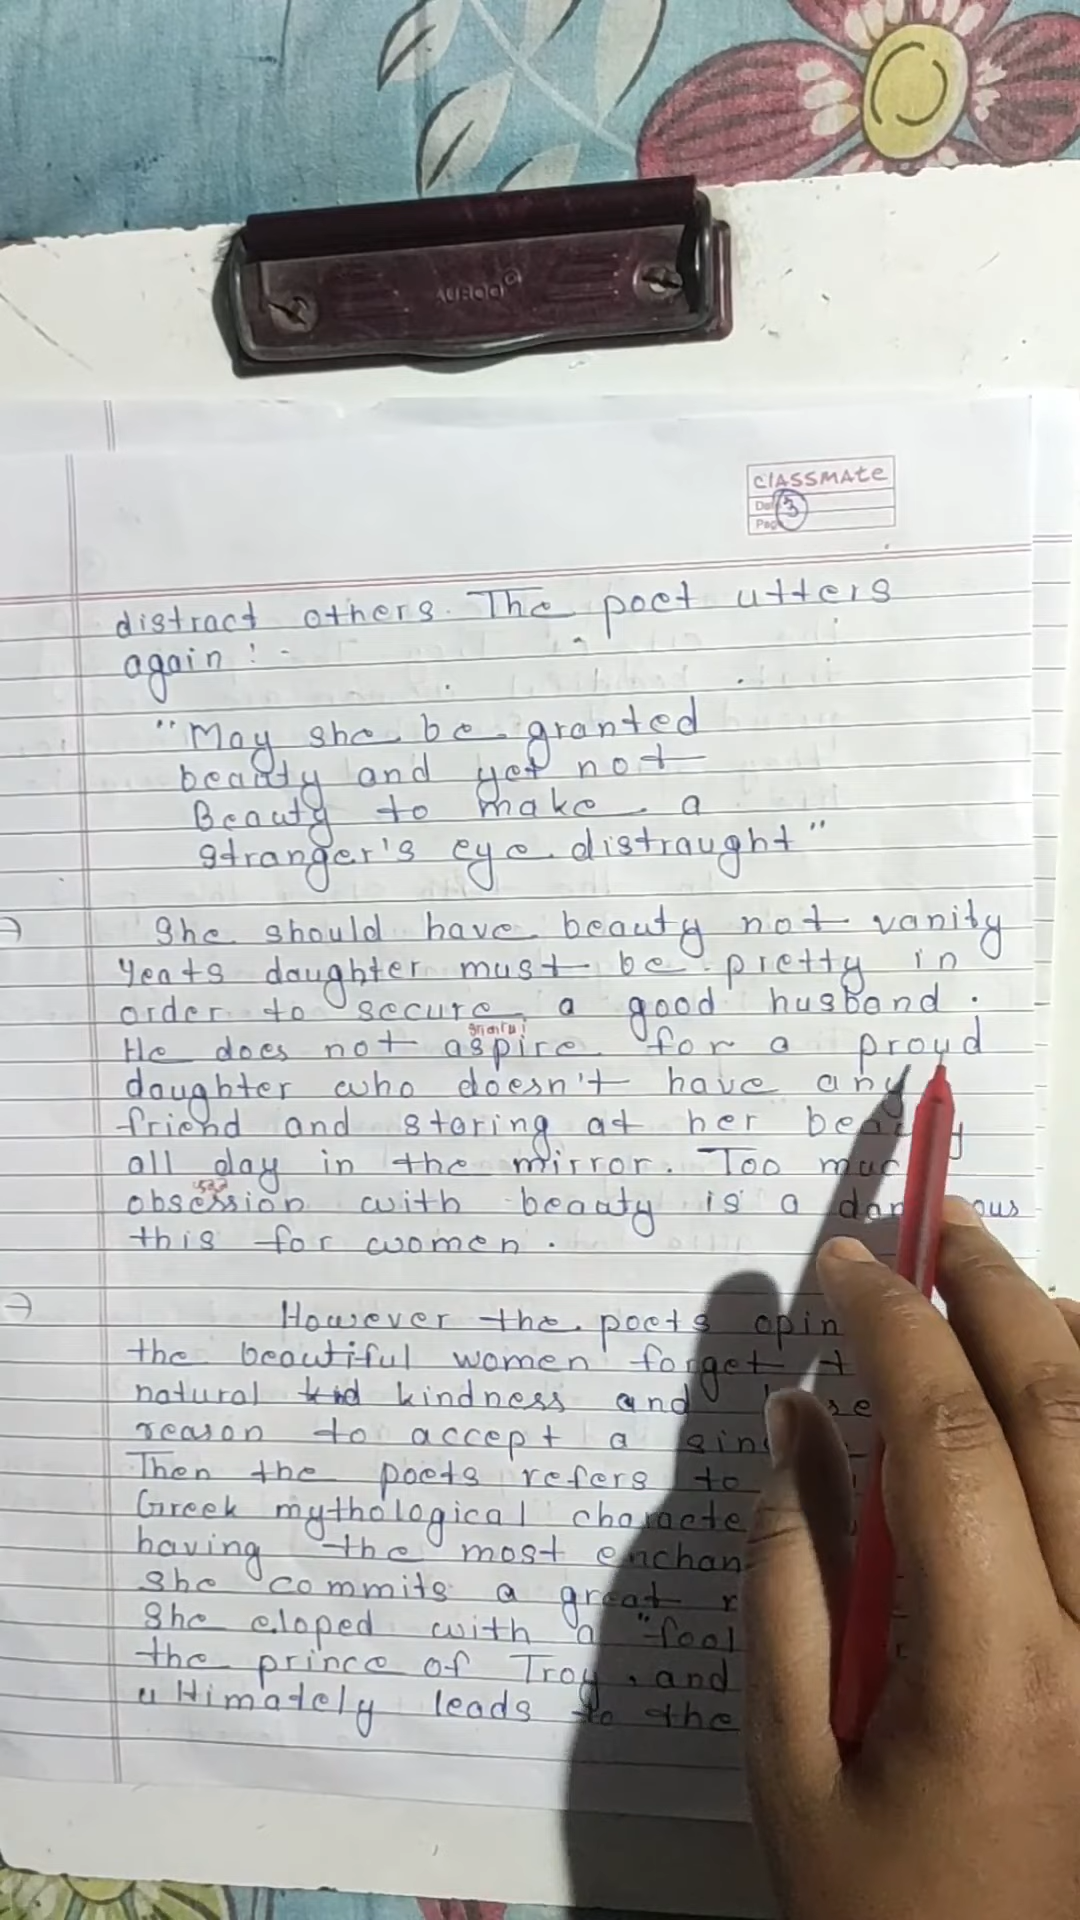 AUROO©
CLASSMATE
3
distract others. The poet utters
again :-
"May she be granted
beauty and yet not
Beauty to make a
stranger's eye distraught"
→ She should have beauty not vanity
Yeats daughter must be pretty in
order to secure a good husband.
He does not aspire for a proud
daughter who doesn't have any
friend and staring at her
all day in the mirror. Too
obsession with beauty is a
this for women.
→ However the poets
the beautiful women forget
natural kindness and
reason to accept a
Then the poets refers to
Greek mythological
having the most
she commits a great
She eloped with a "fool
the prince of Troy, and
ultimately leads to the